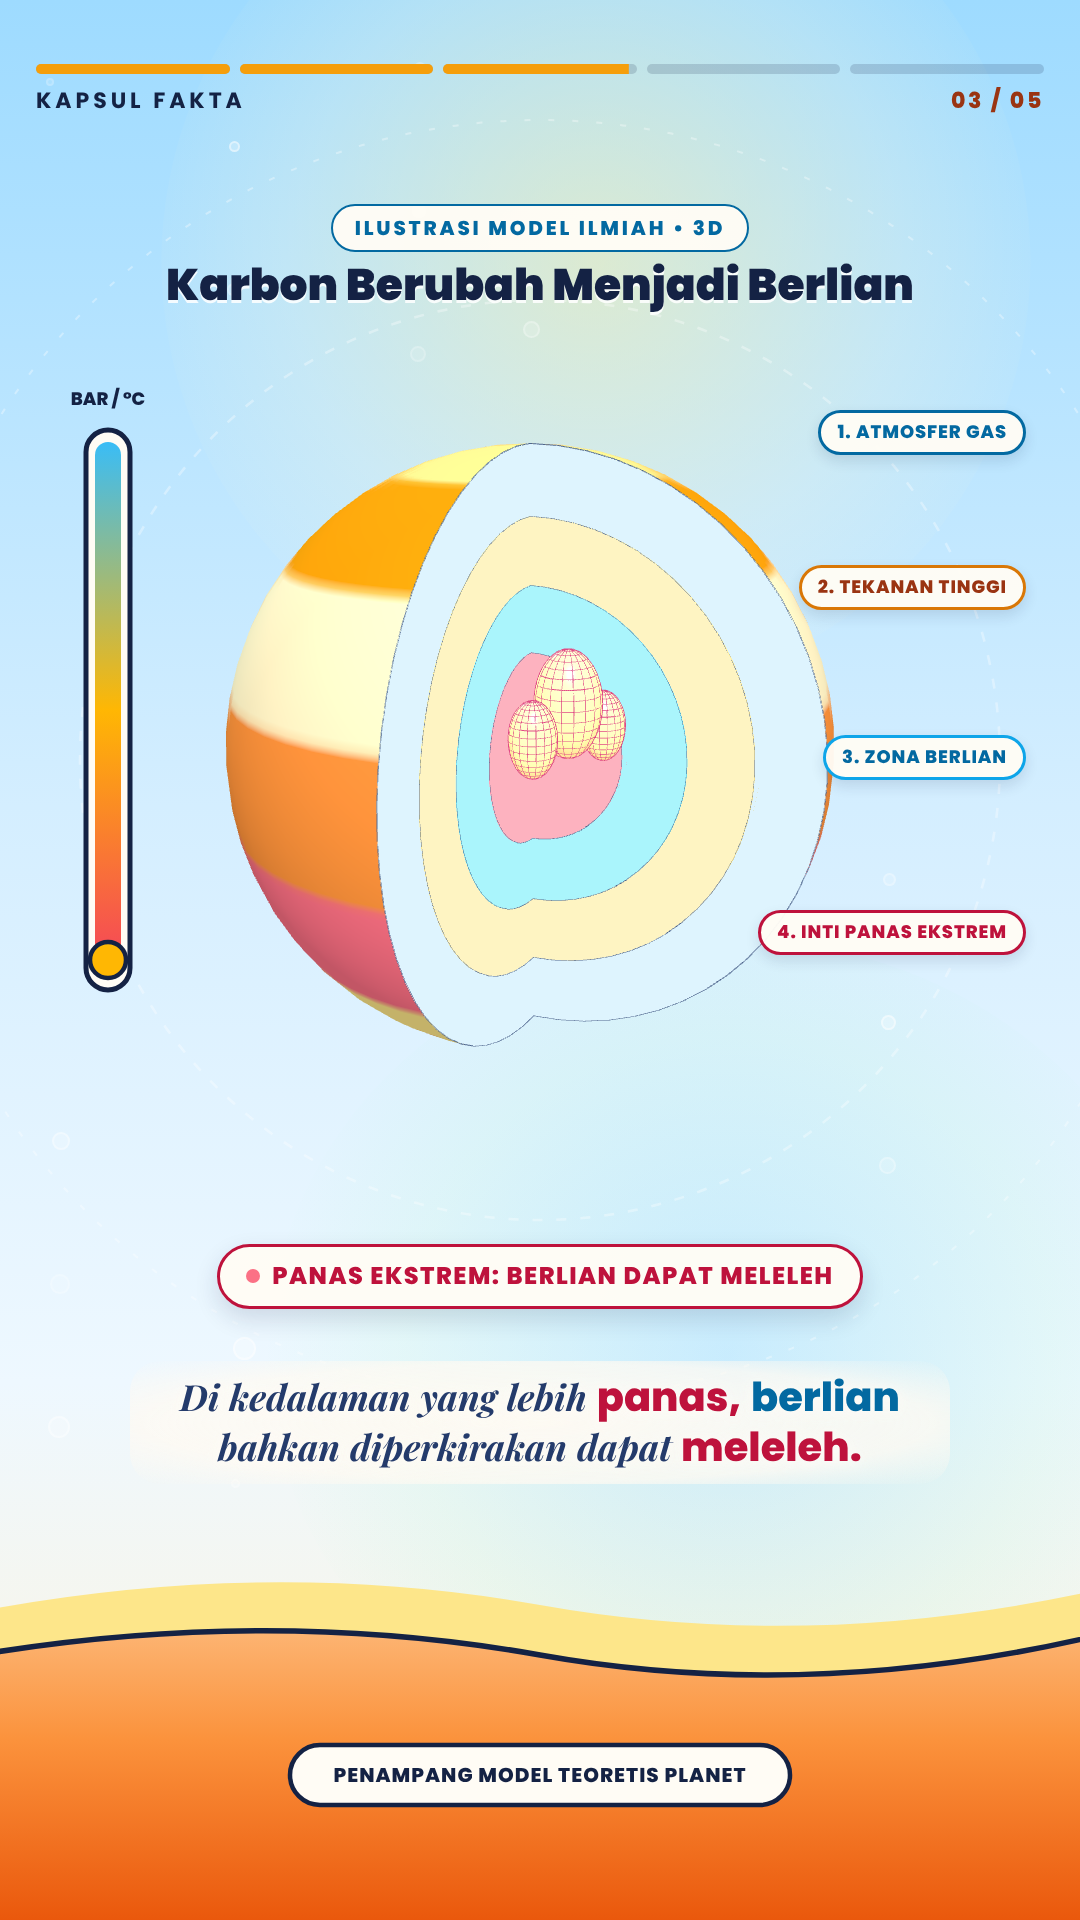 KAPSUL FAKTA
03 / 05
ILUSTRASI MODEL ILMIAH • 3D
Karbon Berubah Menjadi Berlian
BAR / °C
1. ATMOSFER GAS
2. TEKANAN TINGGI
3. ZONA BERLIAN
4. INTI PANAS EKSTREM
PANAS EKSTREM: BERLIAN DAPAT MELELEH
Di kedalaman yang lebih panas, berlian
bahkan diperkirakan dapat meleleh.
PENAMPANG MODEL TEORETIS PLANET